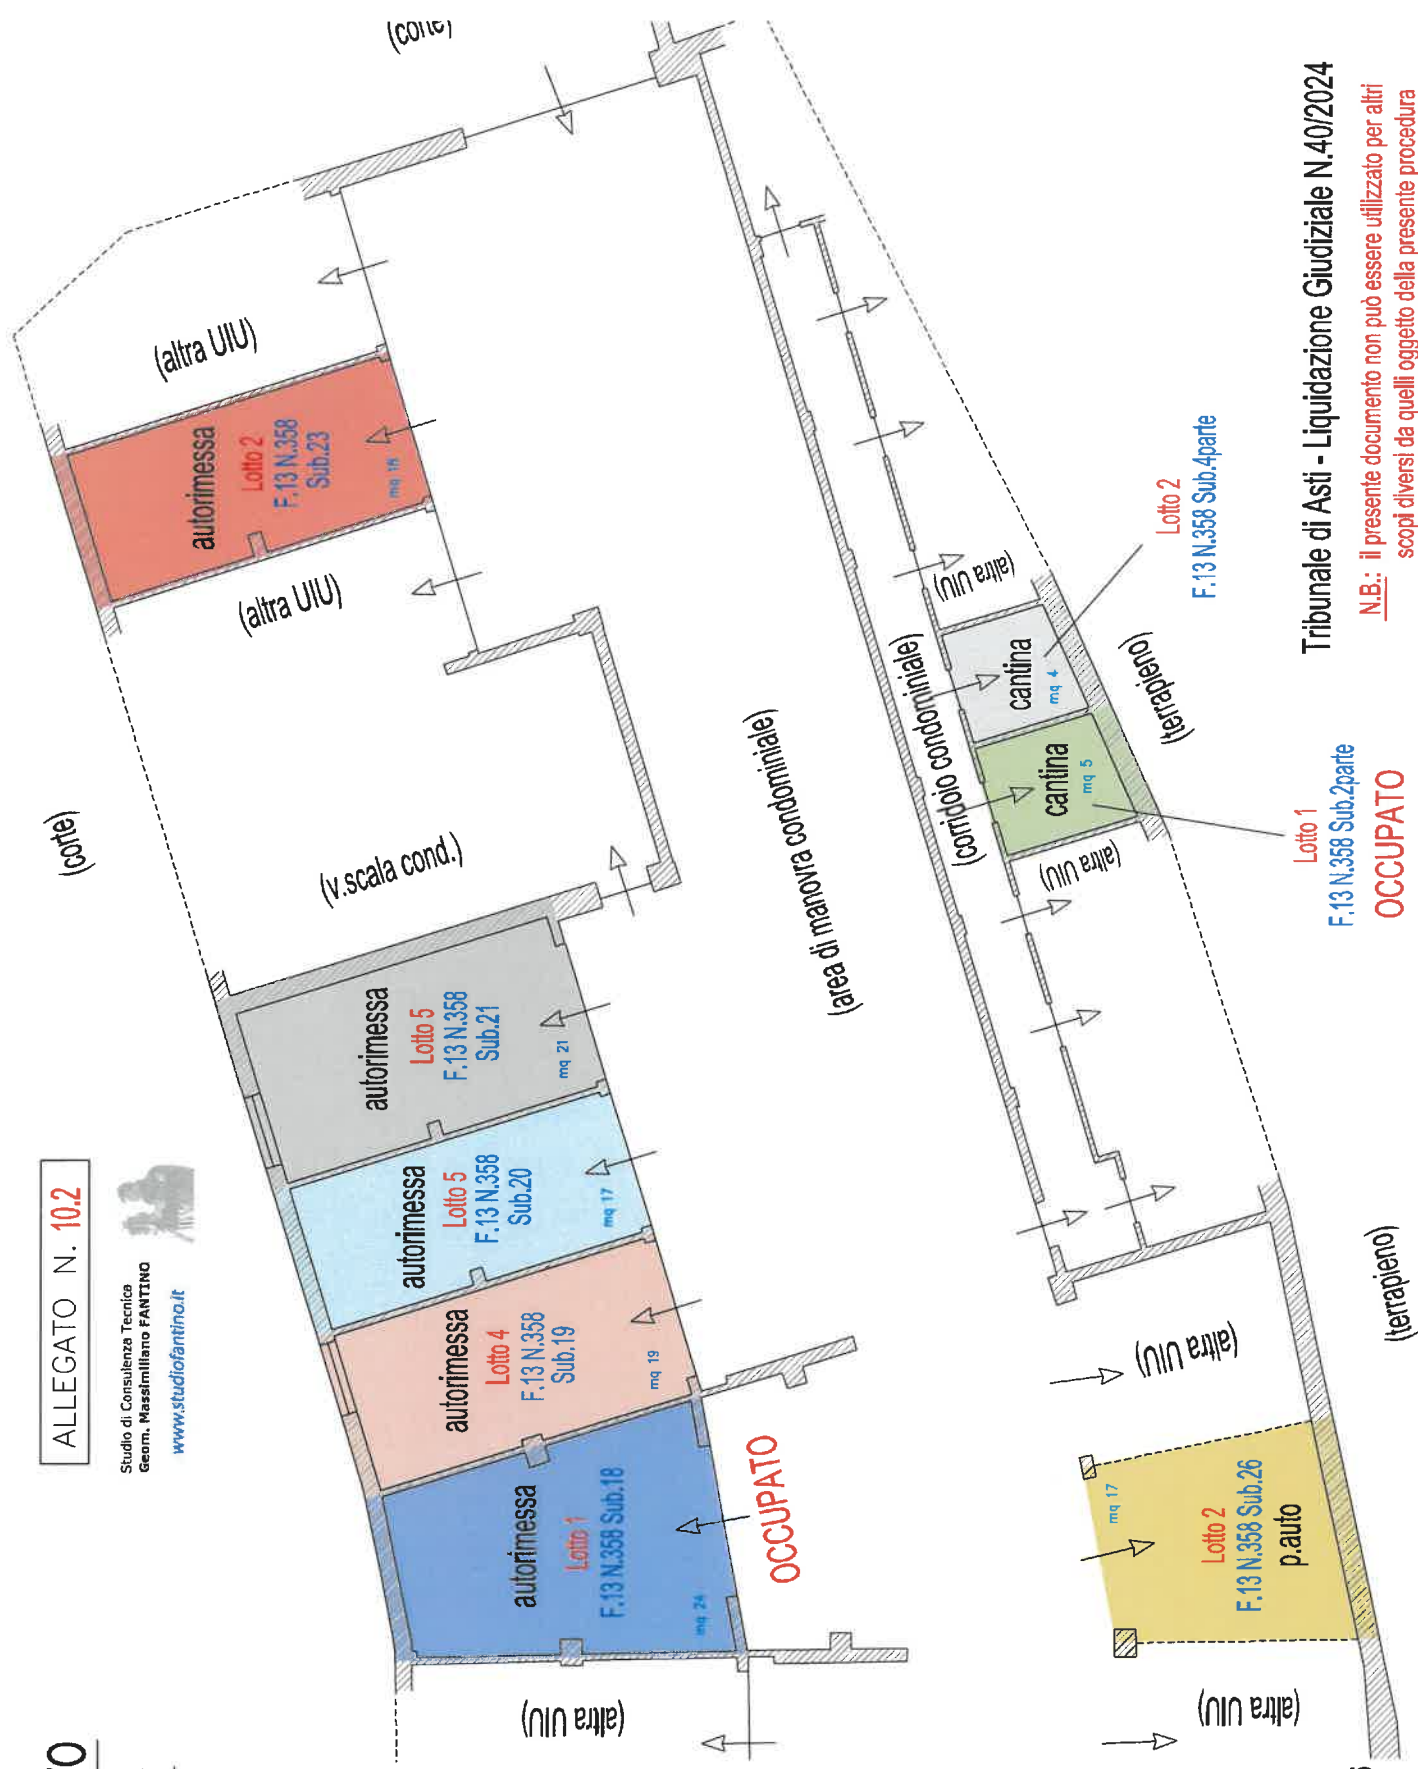 ALLEGATO N. 10.2
Studio di Consulenza Tecnica
Geom. Massimiliano FANTINO
www.studiofantino.it
(corte)
(corte)
(altra UIU)
autorimessa
Lotto 2
F.13 N.358
Sub.23
(altra UIU)
(v.scala cond.)
autorimessa
Lotto 5
F.13 N.358
Sub.21
mq 21
autorimessa
Lotto 5
F.13 N.358
Sub.20
mq 17
autorimessa
Lotto 4
F.13 N.358
Sub.19
mq 19
autorimessa
Lotto 1
F.13 N.358 Sub.18
mq 24
OCCUPATO
(altra UIU)
(area di manovra condominiale)
(corridoio condominiale)
(altra UIU)
cantina
mq 4
Lotto 2
F.13 N.358 Sub.4parte
cantina
mq 5
Lotto 1
F.13 N.358 Sub.2parte
OCCUPATO
(altra UIU)
(terrapieno)
(terrapieno)
(altra UIU)
mq 17
Lotto 2
F.13 N.358 Sub.26
p.auto
(altra UIU)
Tribunale di Asti - Liquidazione Giudiziale N.40/2024
N.B.: il presente documento non può essere utilizzato per altri
scopi diversi da quelli oggetto della presente procedura